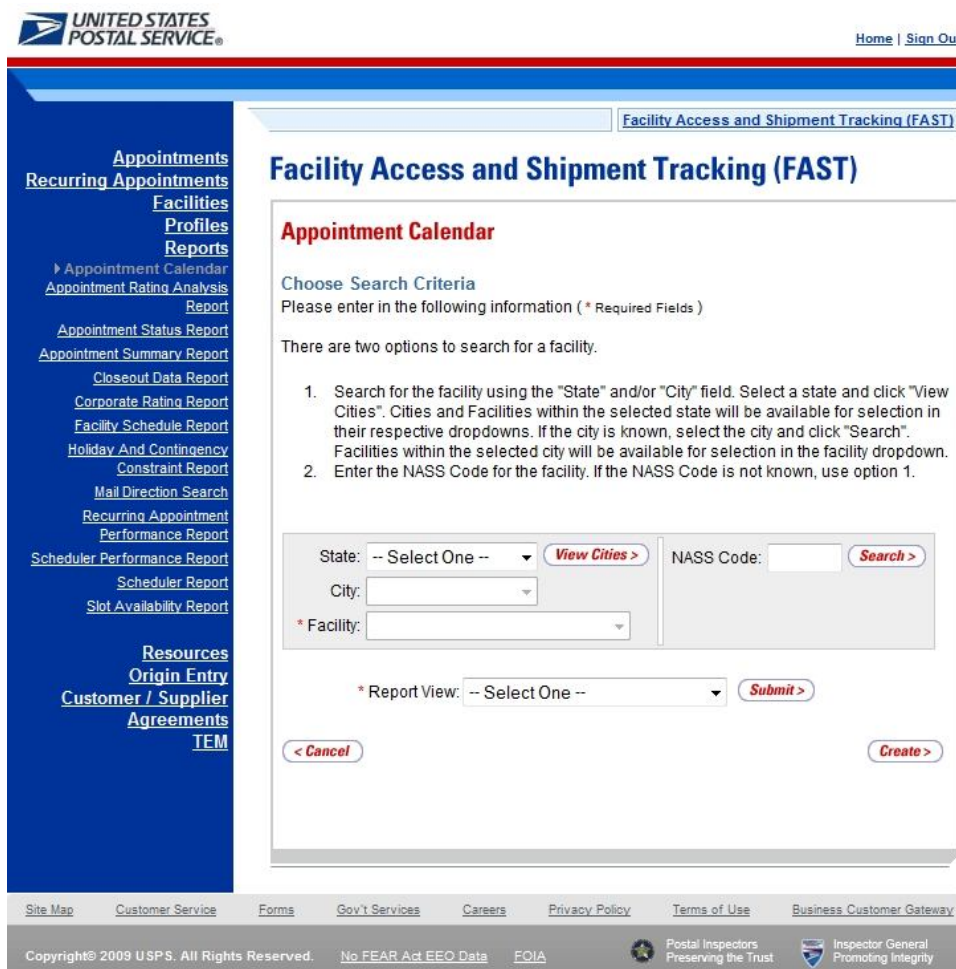 UNITED STATES
POSTAL SERVICE®
Home | Sign Ou
Facility Access and Shipment Tracking (FAST)
Appointments
Recurring Appointments
Facilities
Profiles
Reports
Appointment Calendar
Appointment Rating Analysis
Report
Appointment Status Report
Appointment Summary Report
Closeout Data Report
Corporate Rating Report
Facility Schedule Report
Holiday And Contingency
Constraint Report
Mail Direction Search
Recurring Appointment
Performance Report
Scheduler Performance Report
Scheduler Report
Slot Availability Report
Resources
Origin Entry
Customer / Supplier
Agreements
TEM
Facility Access and Shipment Tracking (FAST)
Appointment Calendar
Choose Search Criteria
Please enter in the following information ( * Required Fields )
There are two options to search for a facility.
1. Search for the facility using the "State" and/or "City" field. Select a state and click "View
Cities". Cities and Facilities within the selected state will be available for selection in
their respective dropdowns. If the city is known, select the city and click "Search".
Facilities within the selected city will be available for selection in the facility dropdown.
2. Enter the NASS Code for the facility. If the NASS Code is not known, use option 1.
State: -- Select One -- View Cities > NASS Code: Search >
City:
* Facility:
* Report View: -- Select One -- Submit >
< Cancel Create >
Site Map Customer Service Forms Gov't Services Careers Privacy Policy Terms of Use Business Customer Gateway
Copyright© 2009 USPS. All Rights Reserved. No FEAR Act EEO Data FOIA
Postal Inspectors
Preserving the Trust
Inspector General
Promoting Integrity